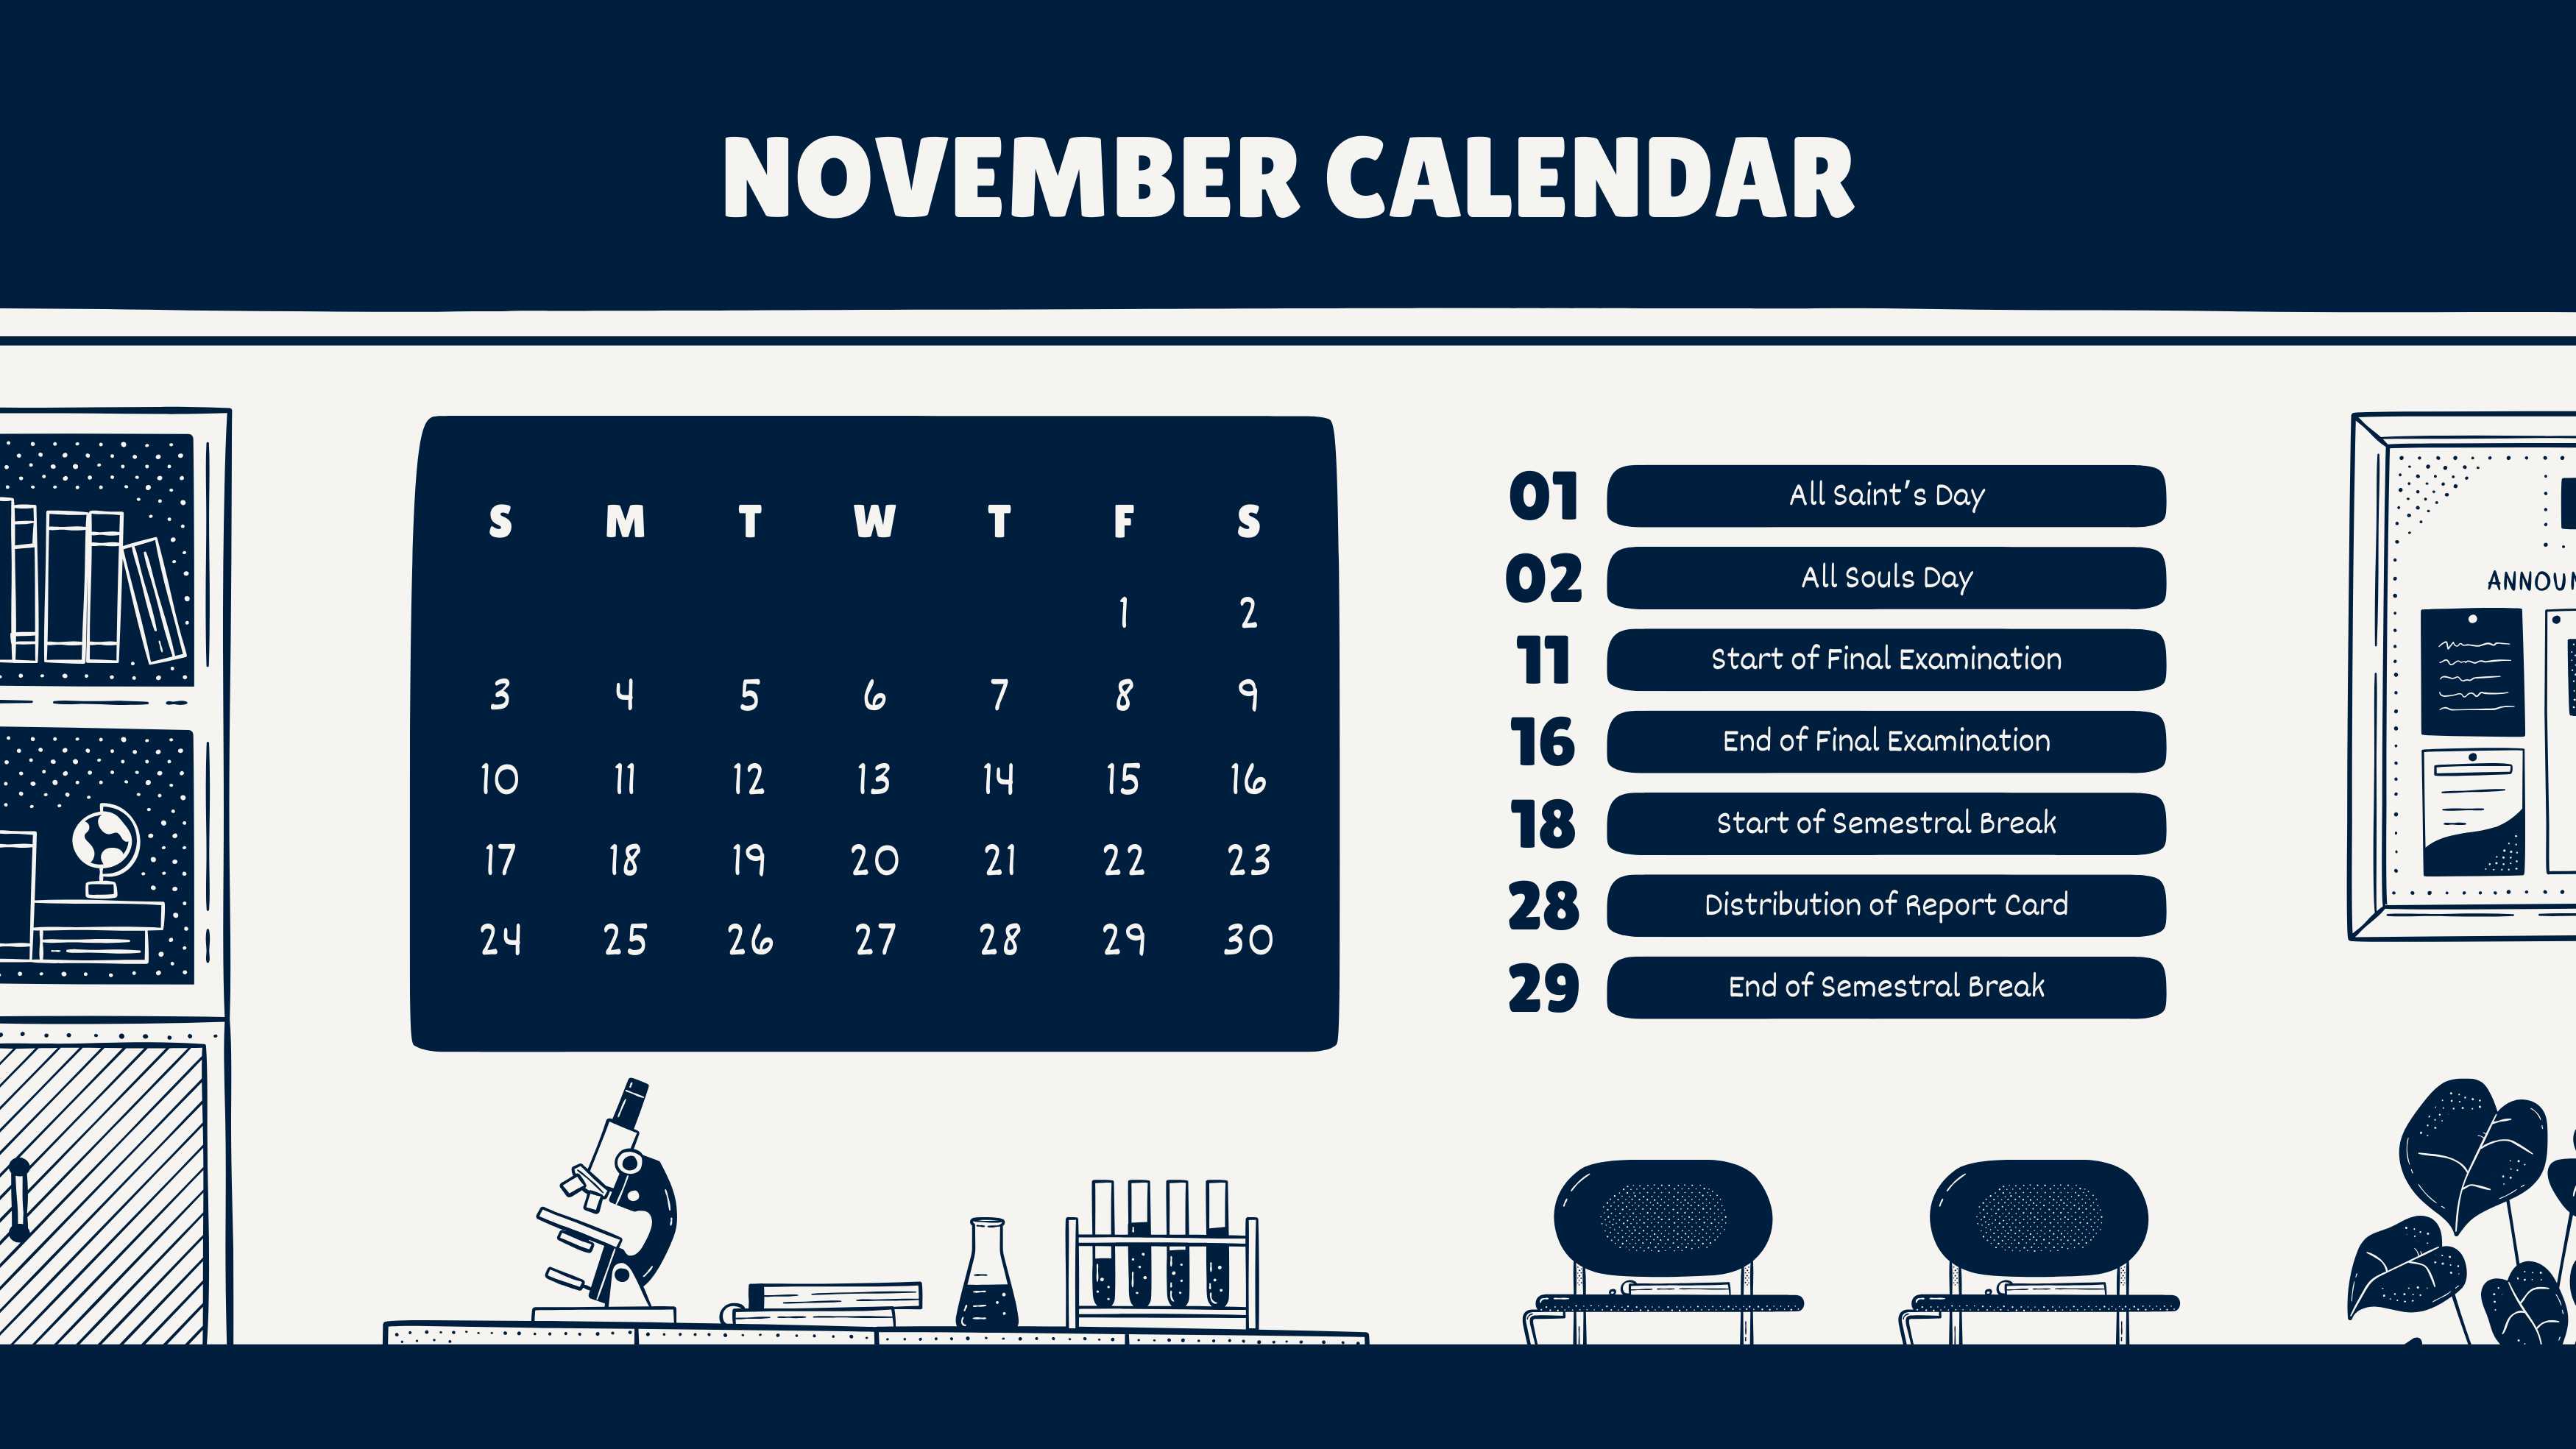 NOVEMBER CALENDAR
S M T W T F S
1 2
3 4 5 6 7 8 9
10 11 12 13 14 15 16
17 18 19 20 21 22 23
24 25 26 27 28 29 30
01 All Saint's Day
02 All Souls Day
11 Start of Final Examination
16 End of Final Examination
18 Start of Semestral Break
28 Distribution of Report Card
29 End of Semestral Break
ANNOUN